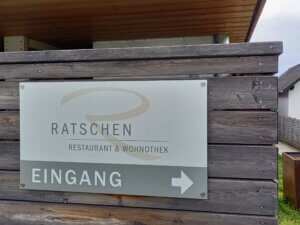 RATSCHEN
RESTAURANT & WOHNOTHEK
EINGANG